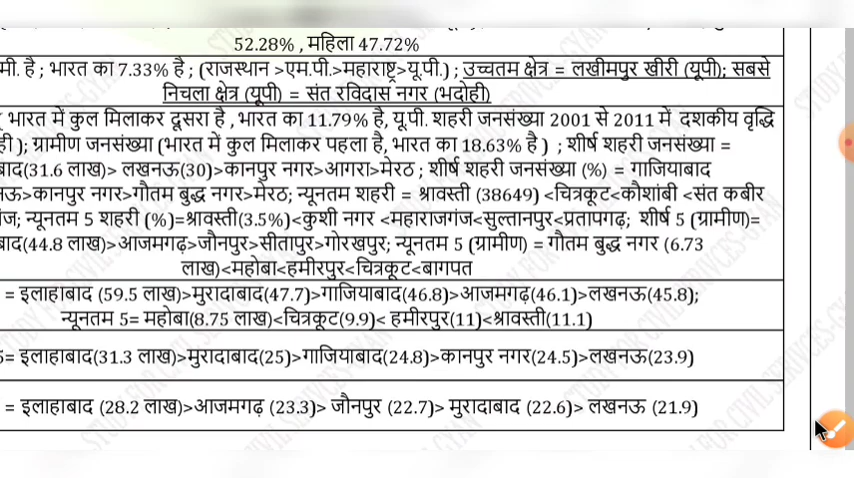 52.28% , महिला 47.72%
मी. है ; भारत का 7.33% है ; (राजस्थान >एम.पी.>महाराष्ट्र>यू.पी.) ; उच्चतम क्षेत्र = लखीमपुर खीरी (यूपी); सबसे
निचला क्षेत्र (यूपी) = संत रविदास नगर (भदोही)
भारत में कुल मिलाकर दूसरा है , भारत का 11.79% है, यू.पी. शहरी जनसंख्या 2001 से 2011 में दशकीय वृद्धि
ही ); ग्रामीण जनसंख्या (भारत में कुल मिलाकर पहला है, भारत का 18.63% है ) ; शीर्ष शहरी जनसंख्या =
बाद(31.6 लाख)> लखनऊ(30)>कानपुर नगर>आगरा>मेरठ ; शीर्ष शहरी जनसंख्या (%) = गाजियाबाद
नऊ>कानपुर नगर>गौतम बुद्ध नगर>मेरठ; न्यूनतम शहरी = श्रावस्ती (38649) <चित्रकूट<कौशांबी <संत कबीर
ंज; न्यूनतम 5 शहरी (%)=श्रावस्ती(3.5%)<कुशी नगर <महाराजगंज<सुल्तानपुर<प्रतापगढ़; शीर्ष 5 (ग्रामीण)=
बाद(44.8 लाख)>आजमगढ़>जौनपुर>सीतापुर>गोरखपुर; न्यूनतम 5 (ग्रामीण) = गौतम बुद्ध नगर (6.73
लाख)<महोबा<हमीरपुर<चित्रकूट<बागपत
= इलाहाबाद (59.5 लाख)>मुरादाबाद(47.7)>गाजियाबाद(46.8)>आजमगढ़(46.1)>लखनऊ(45.8);
न्यूनतम 5= महोबा(8.75 लाख)<चित्रकूट(9.9)< हमीरपुर(11)<श्रावस्ती(11.1)
5= इलाहाबाद(31.3 लाख)>मुरादाबाद(25)>गाजियाबाद(24.8)>कानपुर नगर(24.5)>लखनऊ(23.9)
= इलाहाबाद (28.2 लाख)>आजमगढ़ (23.3)> जौनपुर (22.7)> मुरादाबाद (22.6)> लखनऊ (21.9)